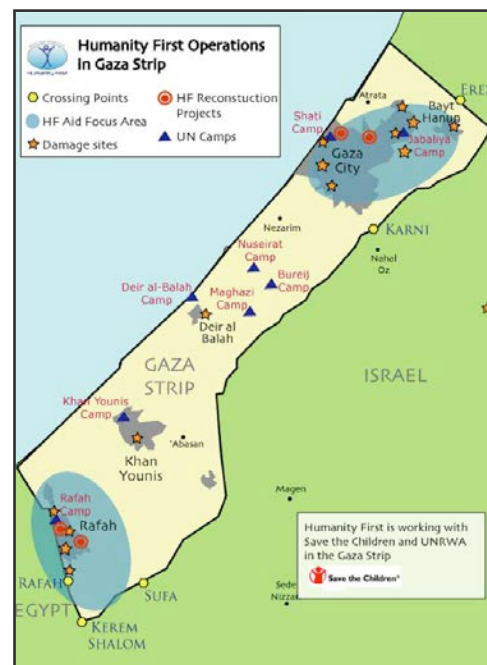 Humanity First Operations
In Gaza Strip
Humanity First
Crossing Points
HF Aid Focus Area
Damage sites
HF Reconstuction
Projects
UN Camps
Atrata
EREZ
Shati
Camp
Bayt
Hanun
Jabaliya
Camp
Gaza
City
Nezarim
KARNI
Nahal
Oz
Nuseirat
Camp
Bureij
Camp
Deir al-Balah
Camp
Maghazi
Camp
Deir al
Balah
GAZA
STRIP
ISRAEL
Khan Younis
Camp
'Abasan
Khan
Younis
Magen
Rafah
Camp
Rafah
Humanity First is working with
Save the Children and UNRWA
in the Gaza Strip
Save the Children
RAFAH
SUFA
Sede
Nizzan
EGYPT
KEREM
SHALOM